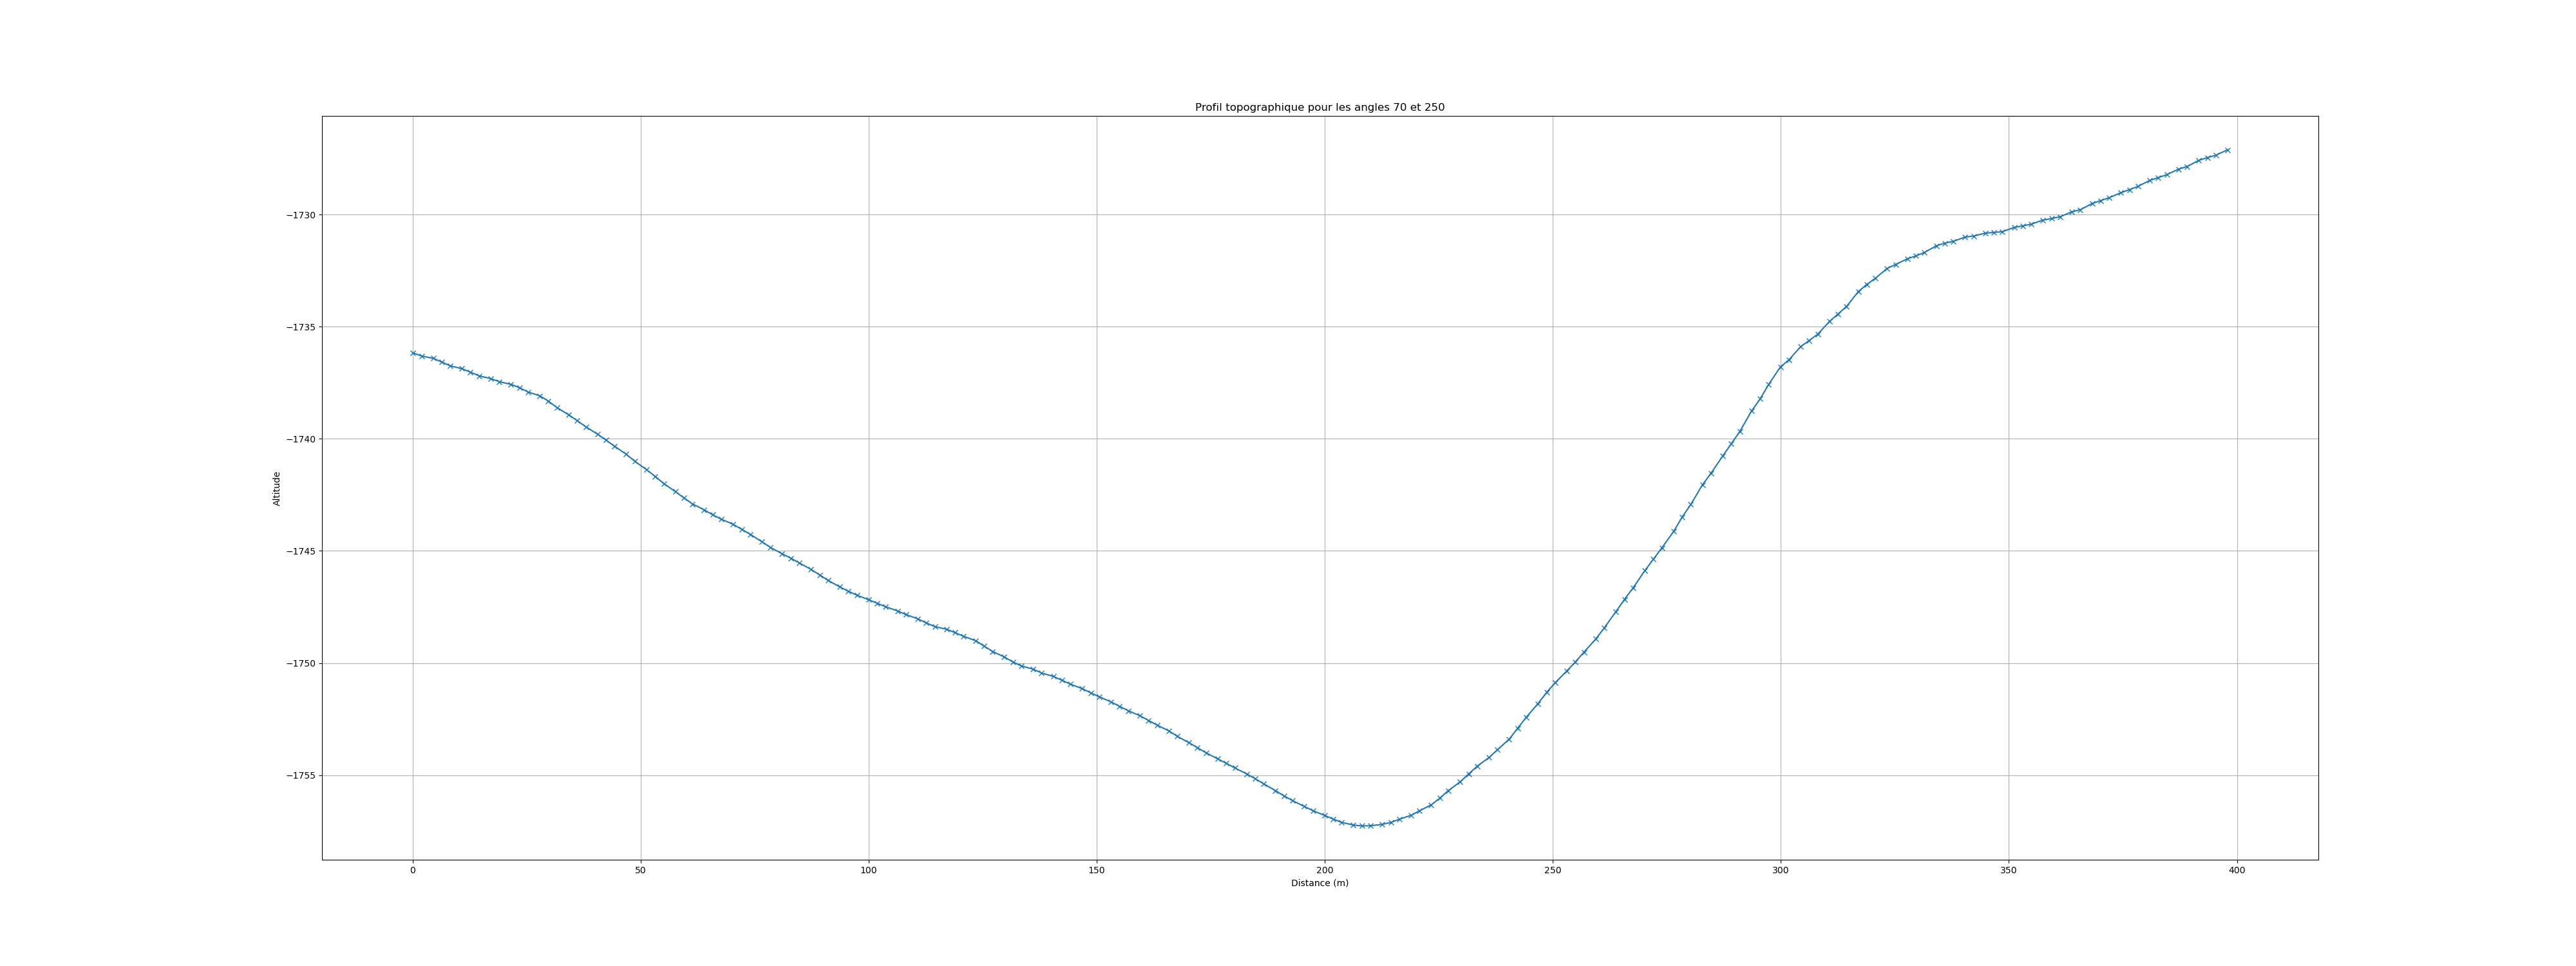 Profil topographique pour les angles 70 et 250
Altitude
−1730
−1735
−1740
−1745
−1750
−1755
0 50 100 150 200 250 300 350 400
Distance (m)